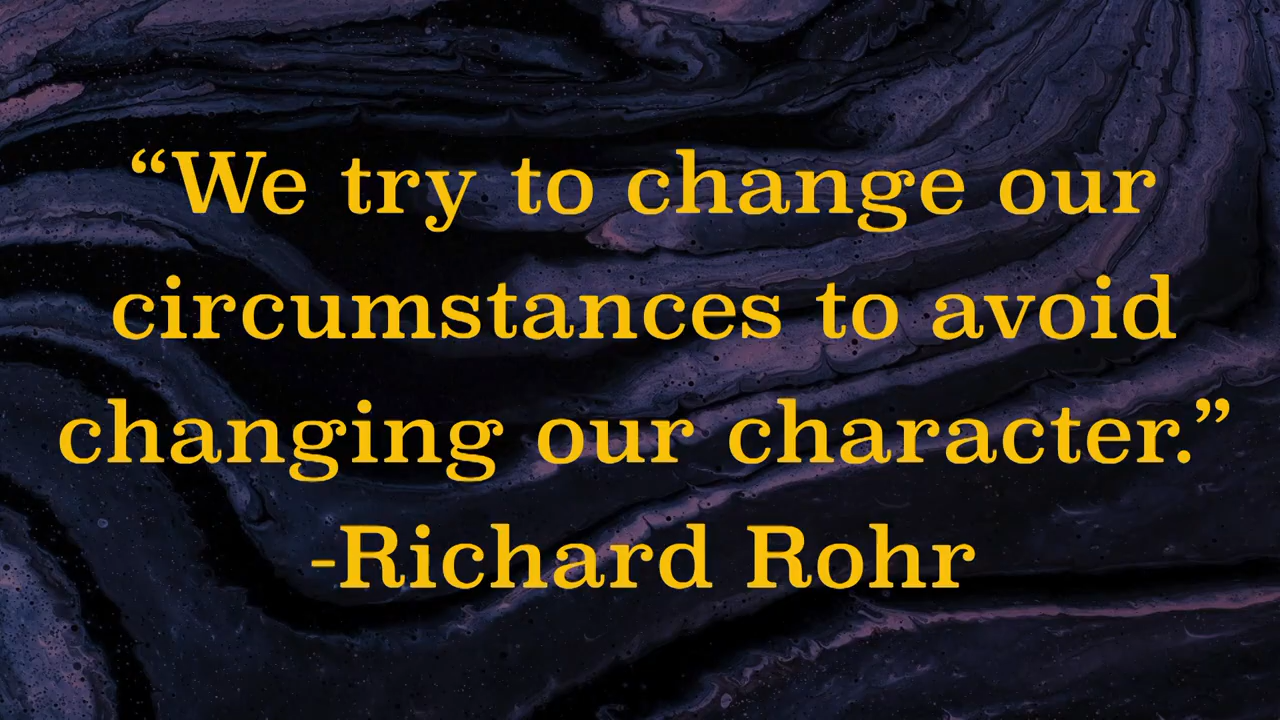 “We try to change our
circumstances to avoid
changing our character.”
-Richard Rohr